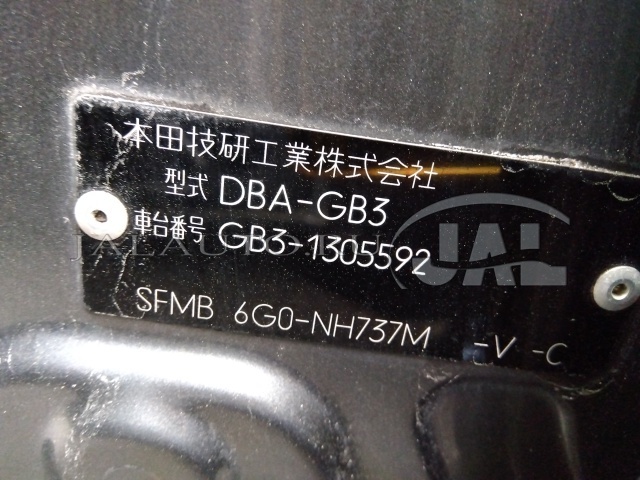 本田技研工業株式会社
型式 DBA-GB3
車台番号 GB3-1305592
JAL
SFMB 6G0-NH737M -V -C